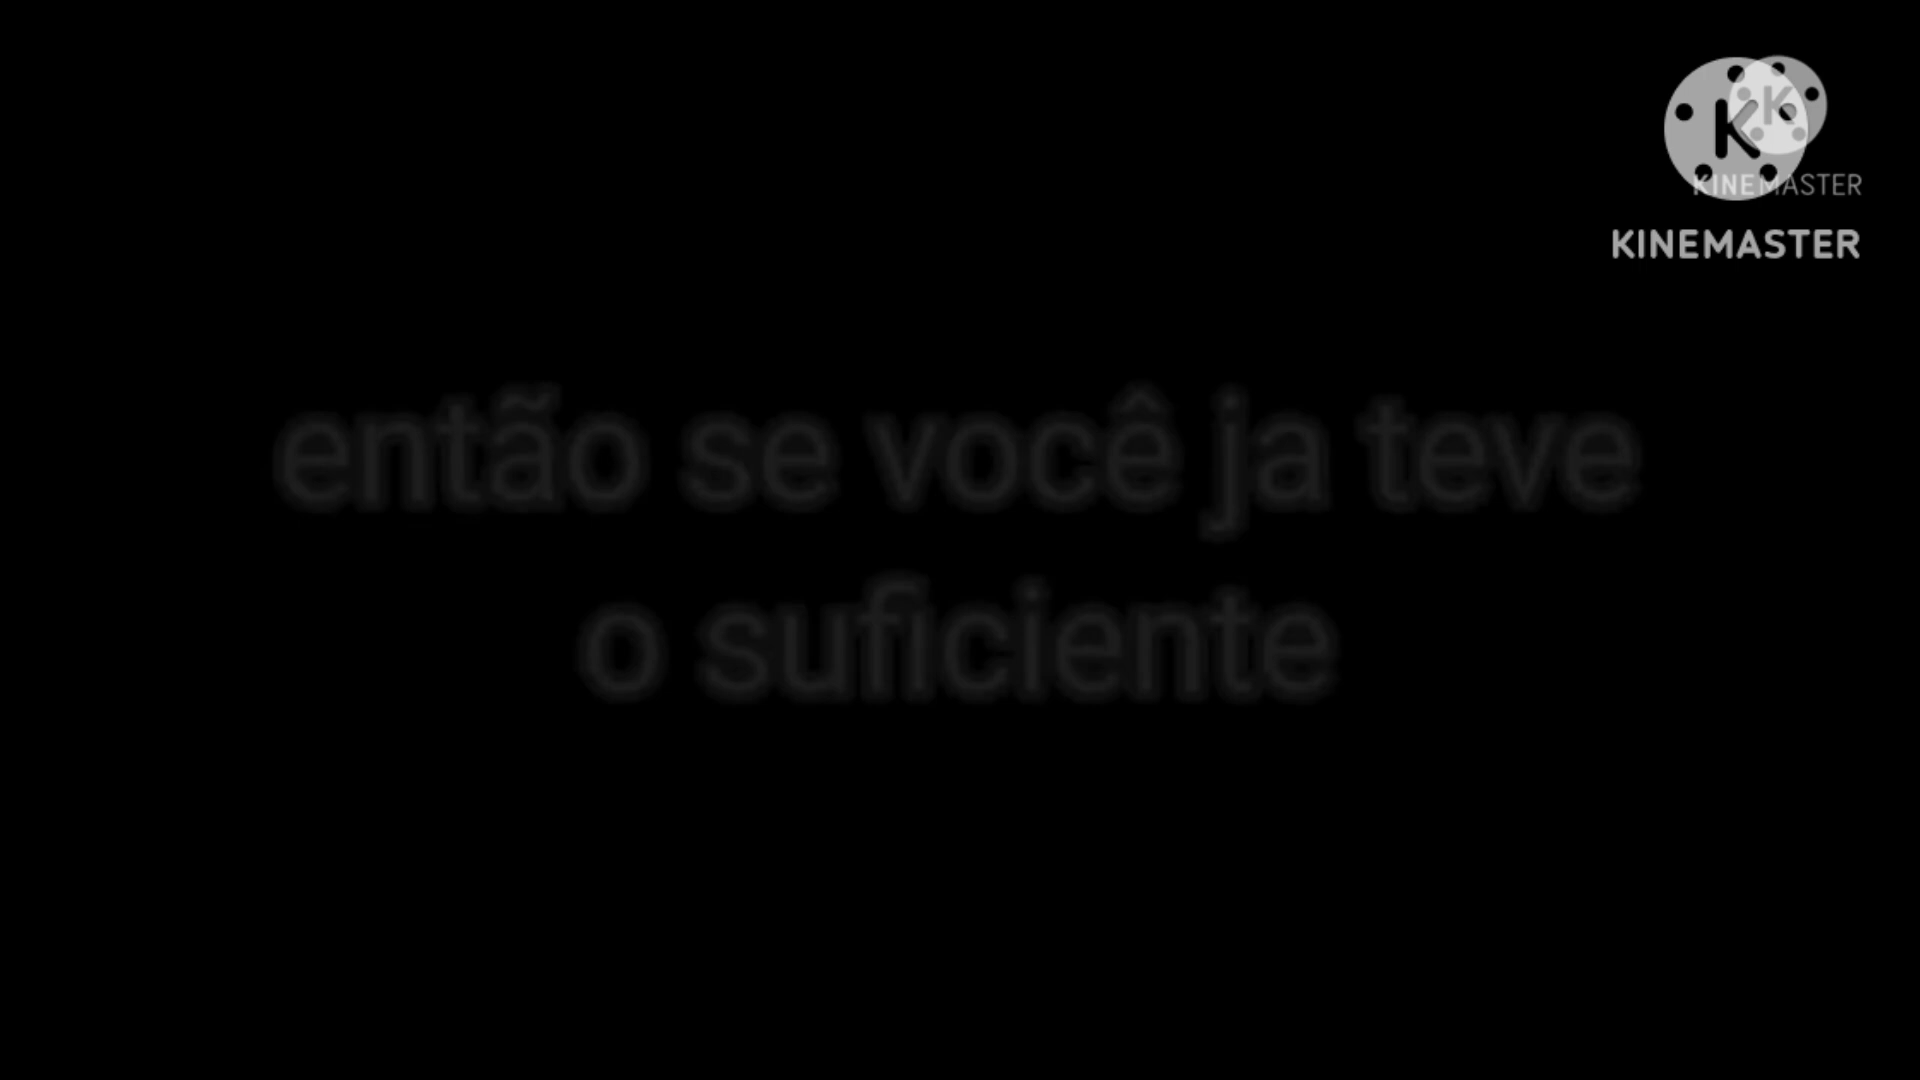 K
K
KINEMASTER
KINEMASTER
então se você ja teve
o suficiente